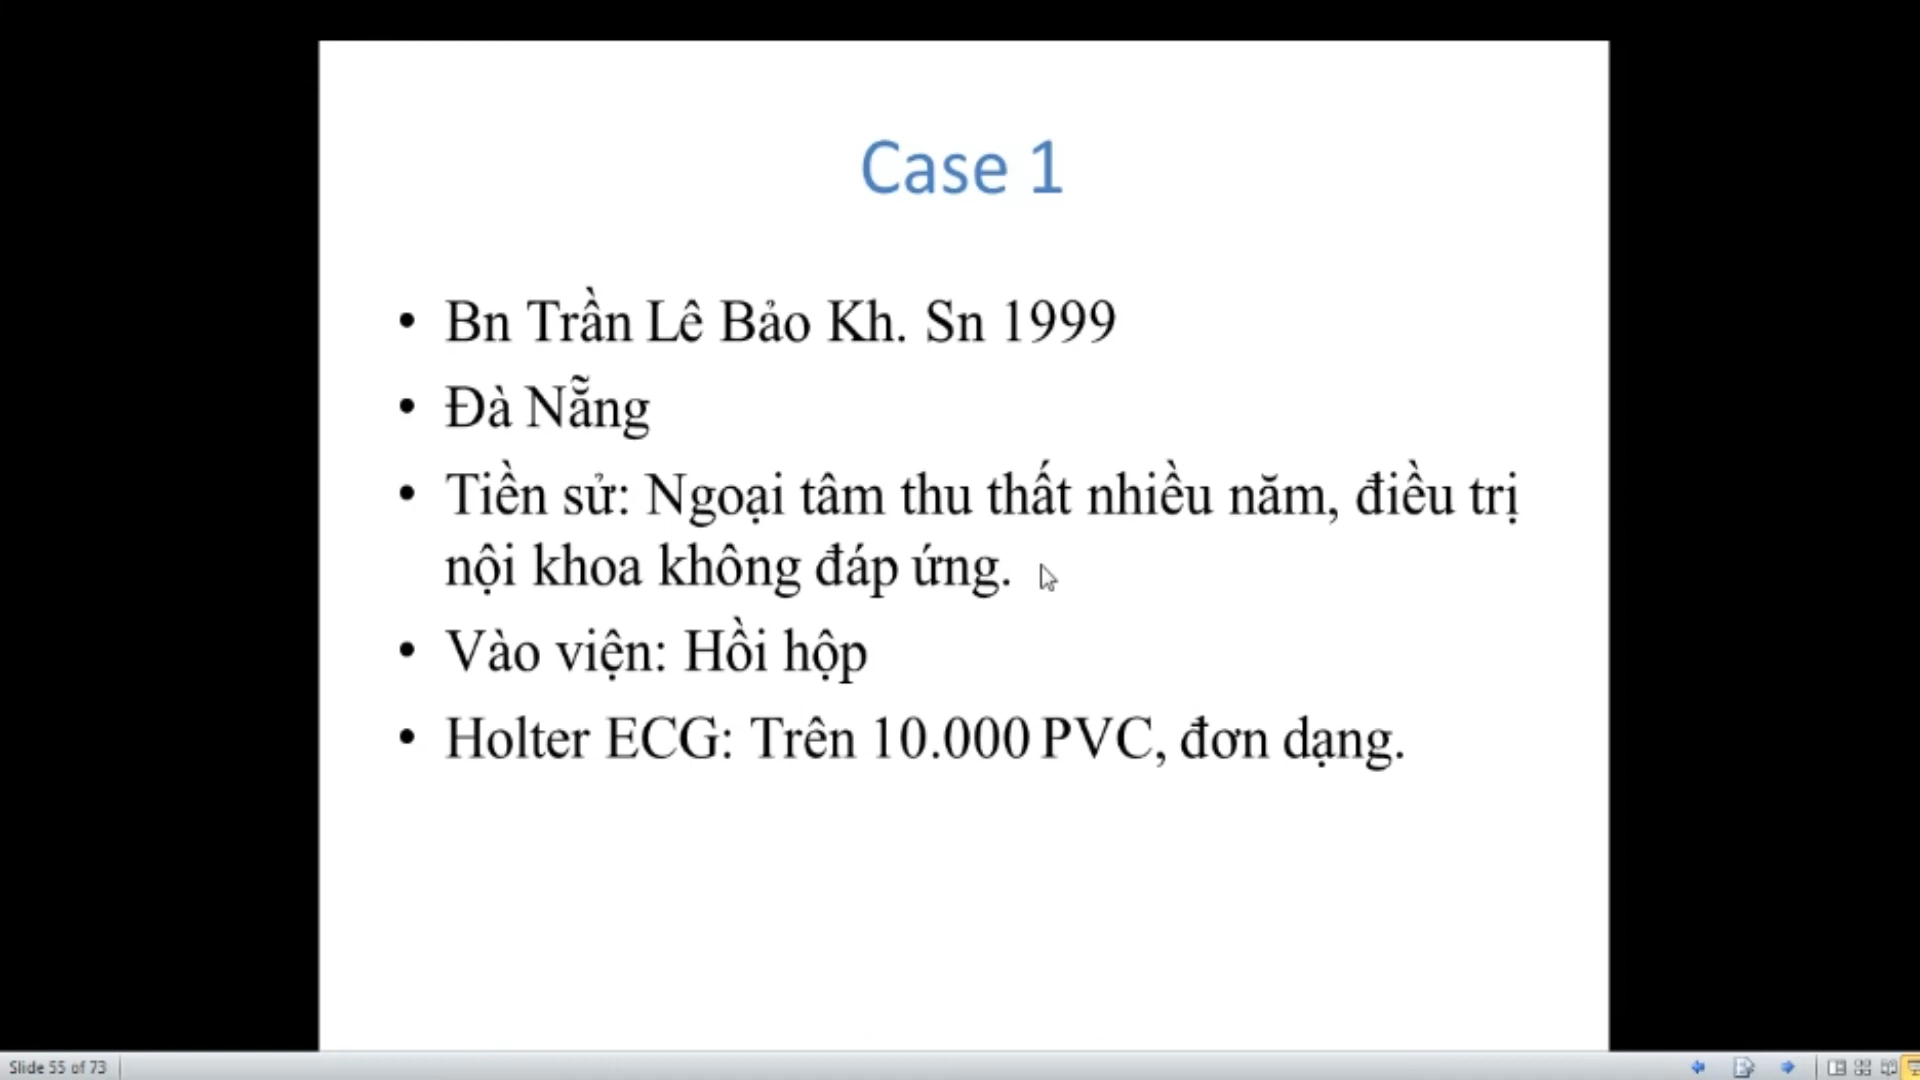 Case 1
• Bn Trần Lê Bảo Kh. Sn 1999
• Đà Nẵng
• Tiền sử: Ngoại tâm thu thất nhiều năm, điều trị
nội khoa không đáp ứng.
• Vào viện: Hồi hộp
• Holter ECG: Trên 10.000 PVC, đơn dạng.
Slide 55 of 73